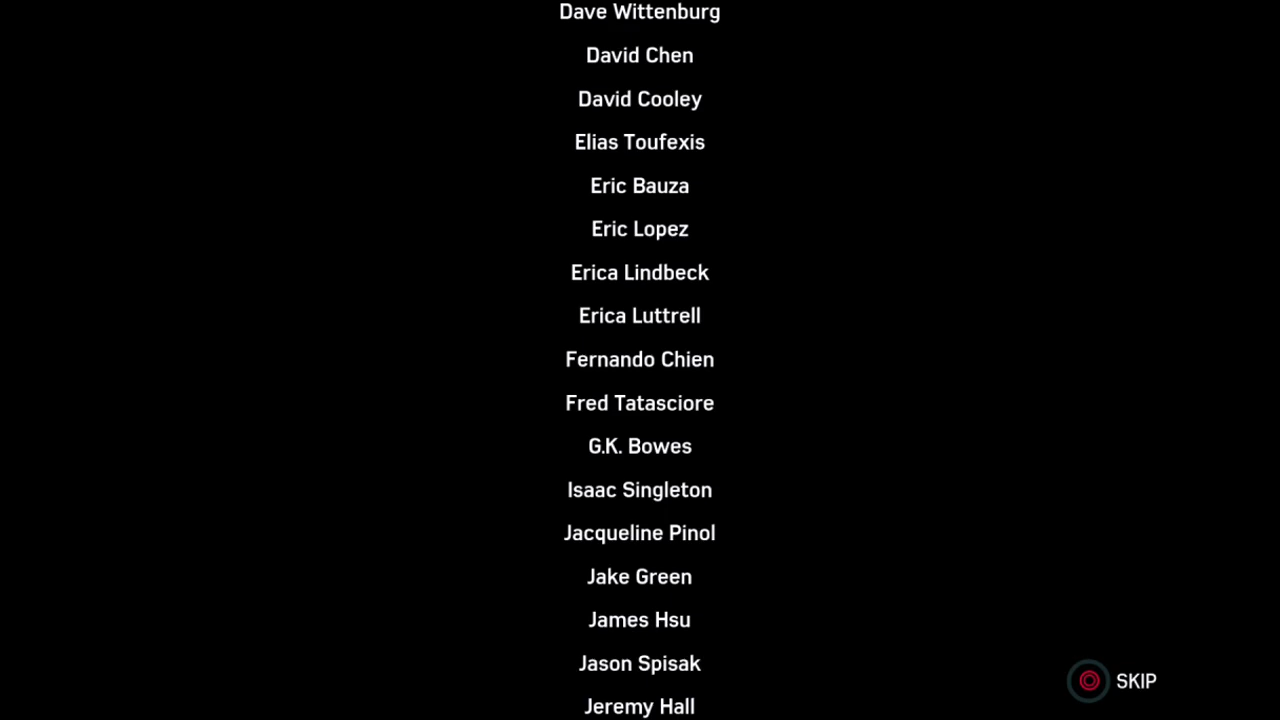 Dave Wittenburg
David Chen
David Cooley
Elias Toufexis
Eric Bauza
Eric Lopez
Erica Lindbeck
Erica Luttrell
Fernando Chien
Fred Tatasciore
G.K. Bowes
Isaac Singleton
Jacqueline Pinol
Jake Green
James Hsu
Jason Spisak
Jeremy Hall
SKIP